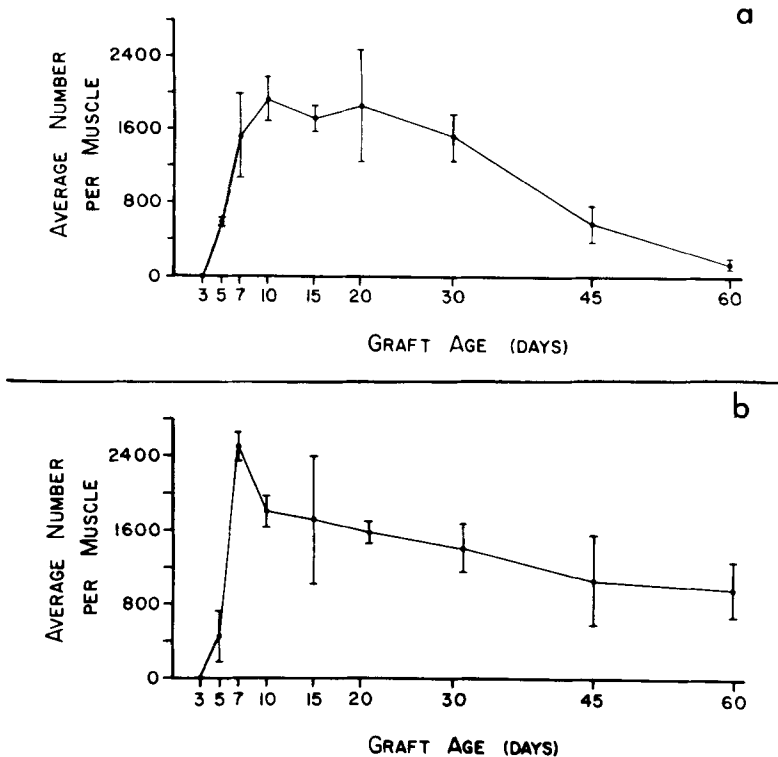 a
AVERAGE NUMBER
PER MUSCLE
2400
1600
800
0
3 5 7 10 15 20 30 45 60
GRAFT AGE (DAYS)
b
AVERAGE NUMBER
PER MUSCLE
2400
1600
800
0
3 5 7 10 15 20 30 45 60
GRAFT AGE (DAYS)